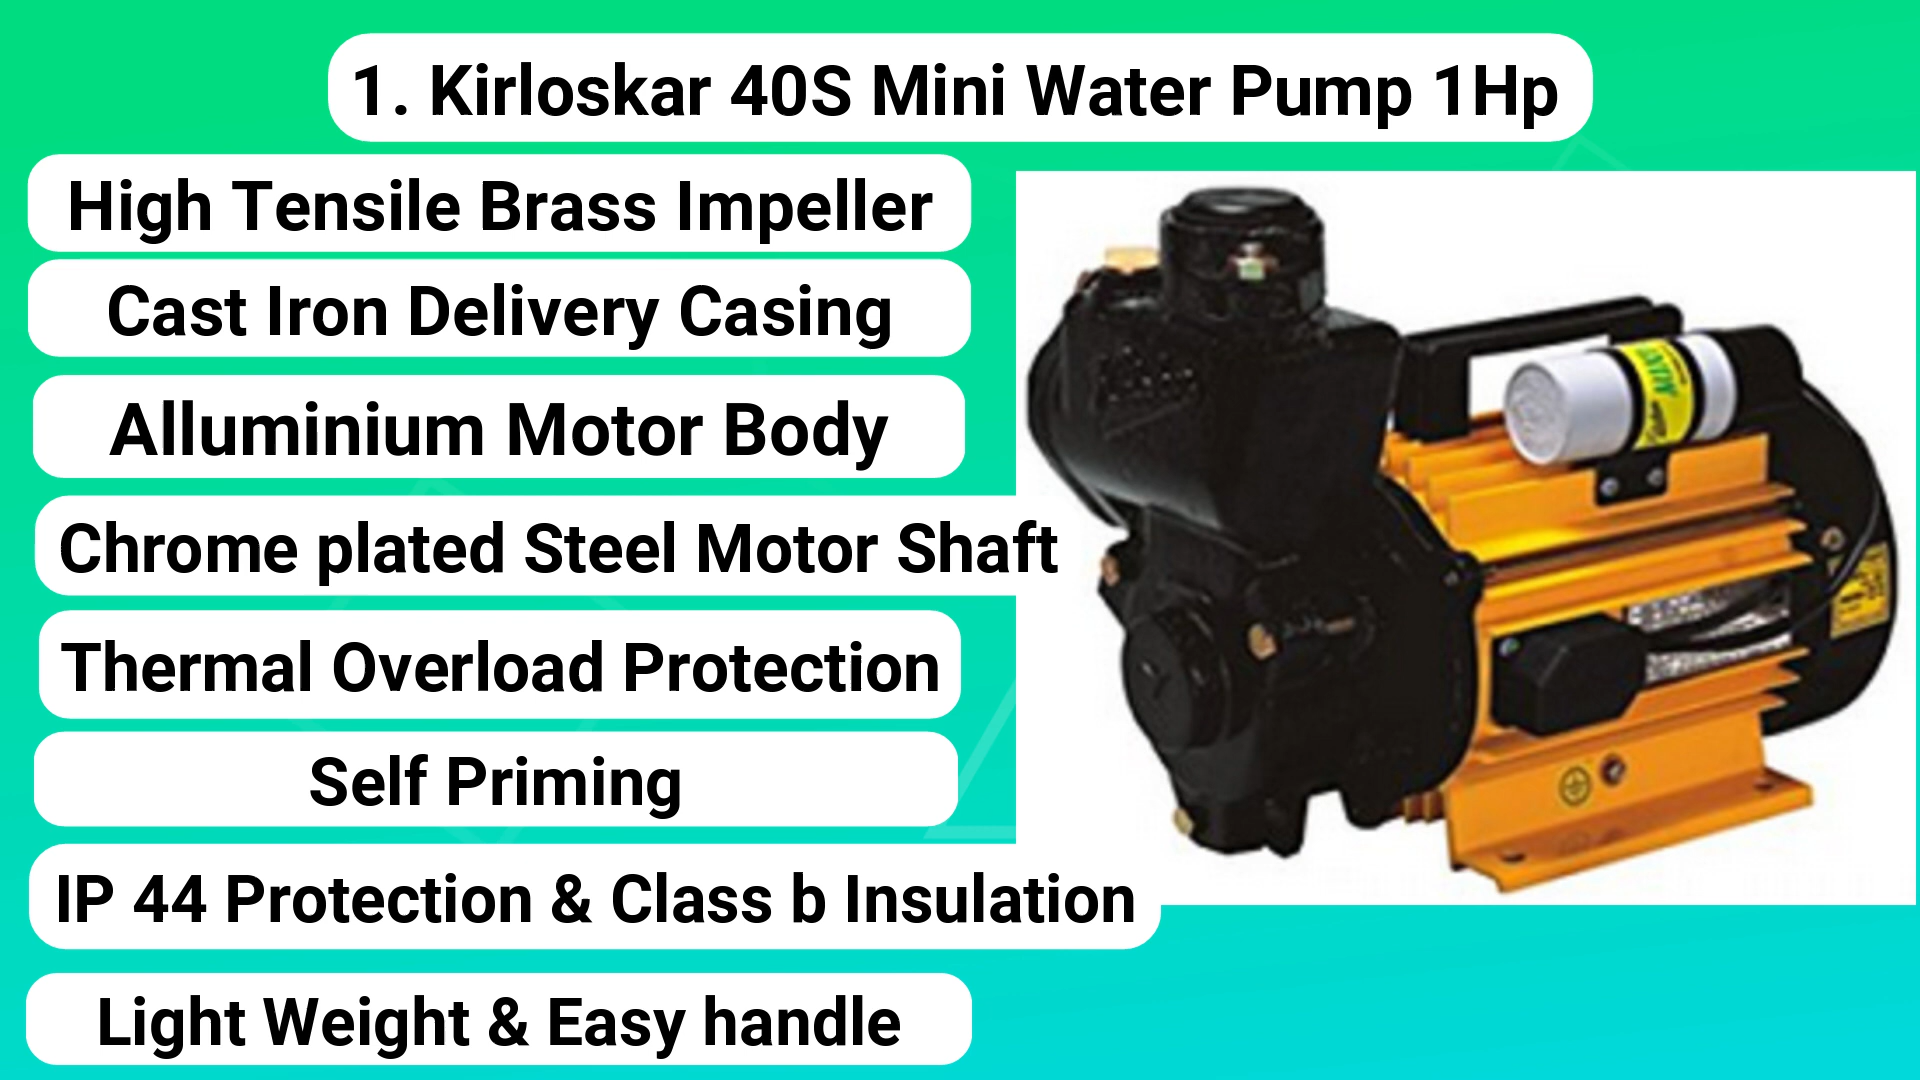 1. Kirloskar 40S Mini Water Pump 1Hp
High Tensile Brass Impeller
Cast Iron Delivery Casing
Alluminium Motor Body
Chrome plated Steel Motor Shaft
Thermal Overload Protection
Self Priming
IP 44 Protection & Class b Insulation
Light Weight & Easy handle